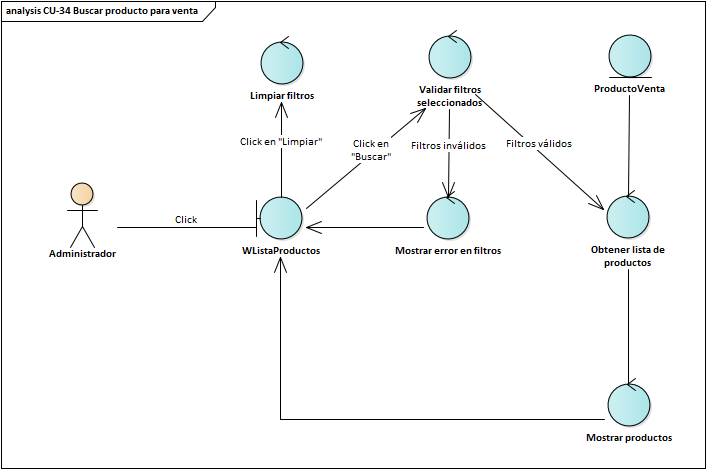 analysis CU-34 Buscar producto para venta
Limpiar filtros
Validar filtros
seleccionados
ProductoVenta
Click en "Limpiar"
Click en
"Buscar"
Filtros inválidos
Filtros válidos
Click
Administrador
WListaProductos
Mostrar error en filtros
Obtener lista de
productos
Mostrar productos